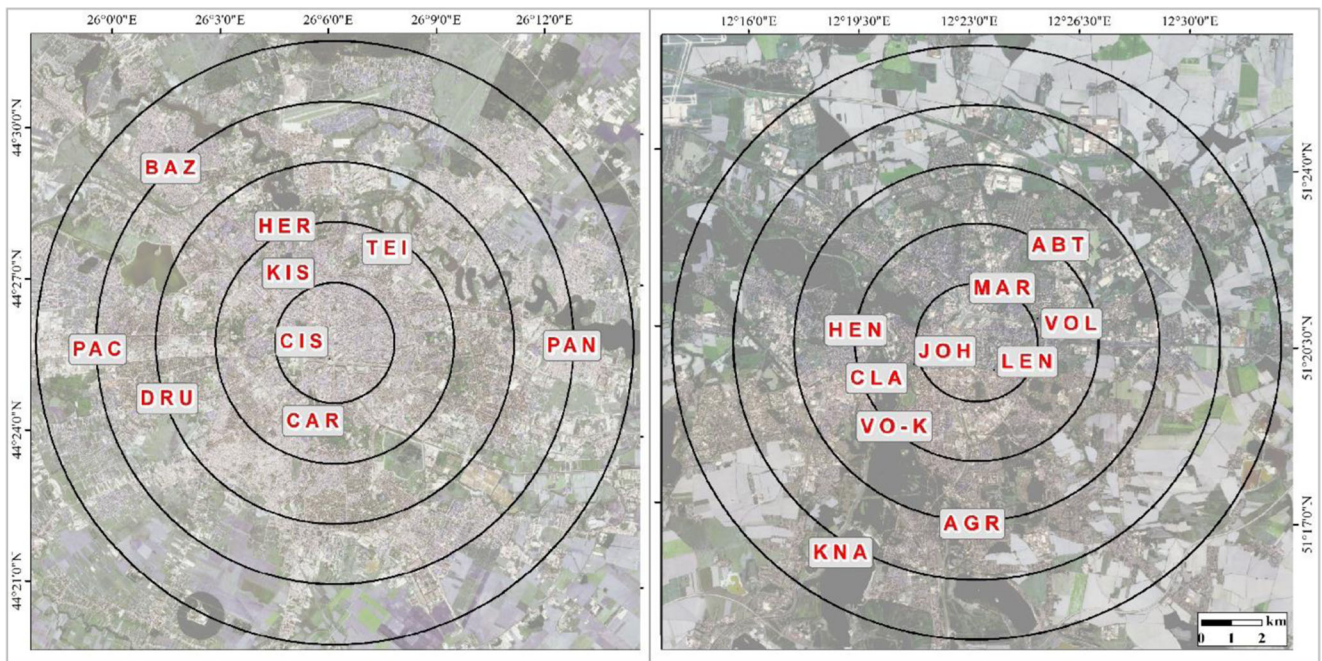 26°0'0"E 26°3'0"E 26°6'0"E 26°9'0"E 26°12'0"E
44°30'0"N
44°27'0"N
44°24'0"N
44°21'0"N
BAZ
HER
TEI
KIS
CIS
PAC
PAN
DRU
CAR
12°16'0"E 12°19'30"E 12°23'0"E 12°26'30"E 12°30'0"E
51°24'0"N
51°20'30"N
51°17'0"N
ABT
MAR
VOL
HEN
JOH
LEN
CLA
VO-K
AGR
KNA
km
0 1 2